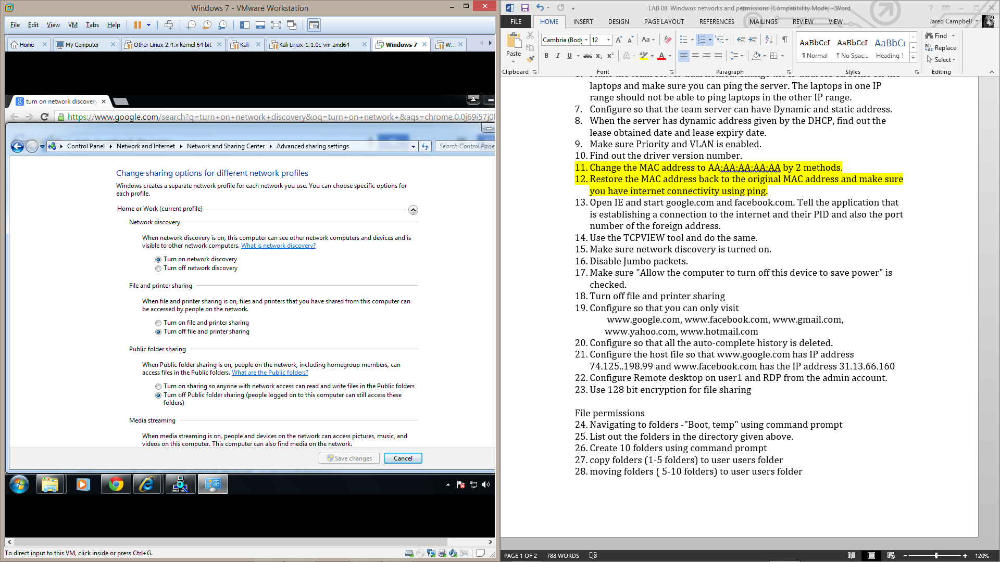 Windows 7 - VMware Workstation
File Edit View VM Tabs Help
Home
My Computer
Other Linux 2.4.x kernel 64-bit
Kali
Kali-Linux-1.1.0c-vm-amd64
Windows 7
W...
turn on network discovery
https://www.google.com/search?q=turn+on+network+discovery&oq=turn+on+network+&aqs=chrome.0.0j69i57j0l
Control Panel
Network and Internet
Network and Sharing Center
Advanced sharing settings
Search Control Pane
Change sharing options for different network profiles
Windows creates a separate network profile for each network you use. You can choose specific options for
each profile.
Home or Work (current profile)
Network discovery
When network discovery is on, this computer can see other network computers and devices and is
visible to other network computers. What is network discovery?
Turn on network discovery
Turn off network discovery
File and printer sharing
When file and printer sharing is on, files and printers that you have shared from this computer can
be accessed by people on the network.
Turn on file and printer sharing
Turn off file and printer sharing
Public folder sharing
When Public folder sharing is on, people on the network, including homegroup members, can
access files in the Public folders. What are the Public folders?
Turn on sharing so anyone with network access can read and write files in the Public folders
Turn off Public folder sharing (people logged on to this computer can still access these
folders)
Media streaming
When media streaming is on, people and devices on the network can access pictures, music, and
videos on this computer. This computer can also find media on the network.
Save changes
Cancel
To direct input to this VM, click inside or press Ctrl+G.
LAB 08 Windwos networks and permissions [Compatibility Mode] - Word
FILE HOME INSERT DESIGN PAGE LAYOUT REFERENCES MAILINGS REVIEW VIEW
Jared Campbell
Paste
Clipboard
Cambria (Body
12
Font
Paragraph
AaBbCcI AaBbCcI AaBbC
¶ Normal ¶ No Spac... Heading 1
Styles
Find
Replace
Select
Editing
laptops and make sure you can ping the server. The laptops in one IP
range should not be able to ping laptops in the other IP range.
7. Configure so that the team server can have Dynamic and static address.
8. When the server has dynamic address given by the DHCP, find out the
lease obtained date and lease expiry date.
9. Make sure Priority and VLAN is enabled.
10. Find out the driver version number.
11. Change the MAC address to AA:AA:AA:AA:AA by 2 methods.
12. Restore the MAC address back to the original MAC address and make sure
you have internet connectivity using ping.
13. Open IE and start google.com and facebook.com. Tell the application that
is establishing a connection to the internet and their PID and also the port
number of the foreign address.
14. Use the TCPVIEW tool and do the same.
15. Make sure network discovery is turned on.
16. Disable Jumbo packets.
17. Make sure "Allow the computer to turn off this device to save power" is
checked.
18. Turn off file and printer sharing
19. Configure so that you can only visit
www.google.com, www.facebook.com, www.gmail.com,
www.yahoo.com, www.hotmail.com
20. Configure so that all the auto-complete history is deleted.
21. Configure the host file so that www.google.com has IP address
74.125..198.99 and www.facebook.com has the IP address 31.13.66.160
22. Configure Remote desktop on user1 and RDP from the admin account.
23. Use 128 bit encryption for file sharing
File permissions
24. Navigating to folders -"Boot, temp" using command prompt
25. List out the folders in the directory given above.
26. Create 10 folders using command prompt
27. copy folders (1-5 folders) to user users folder
28. moving folders ( 5-10 folders) to user users folder
PAGE 1 OF 2
788 WORDS
120%